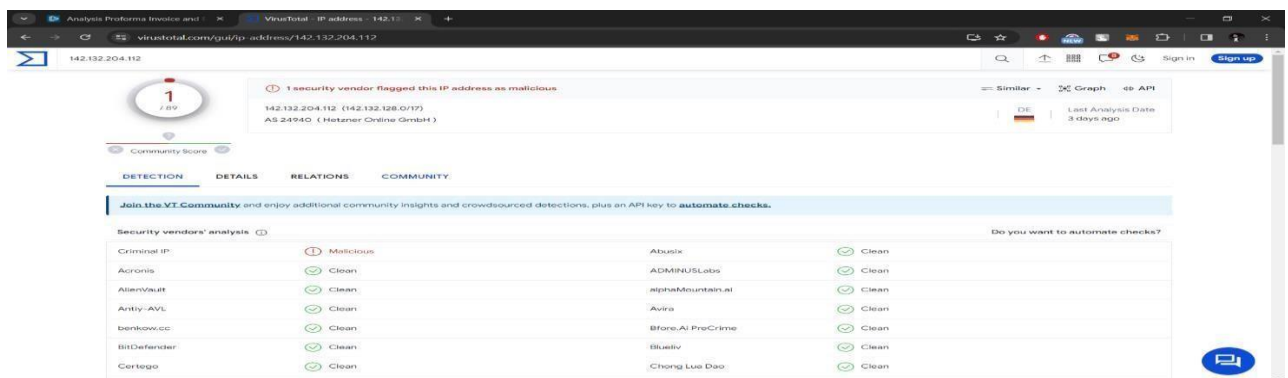 Analysis Proforma Invoice and
VirusTotal - IP address - 142.13
virustotal.com/gui/ip-address/142.132.204.112
NEW
142.132.204.112
Sign in
Sign up
1
/ 89
Community Score
1 security vendor flagged this IP address as malicious
Similar
Graph
API
142.132.204.112 (142.132.128.0/17)
AS 24940 ( Hetzner Online GmbH )
DE
Last Analysis Date
3 days ago
DETECTION DETAILS RELATIONS COMMUNITY
Join the VT Community and enjoy additional community insights and crowdsourced detections, plus an API key to automate checks.
Security vendors' analysis
Do you want to automate checks?
Criminal IP Malicious Abusix Clean
Acronis Clean ADMINUSLabs Clean
AlienVault Clean alphaMountain.ai Clean
Antiy-AVL Clean Avira Clean
benkow.cc Clean Bfore.Ai PreCrime Clean
BitDefender Clean Blueliv Clean
Certego Clean Chong Lua Dao Clean